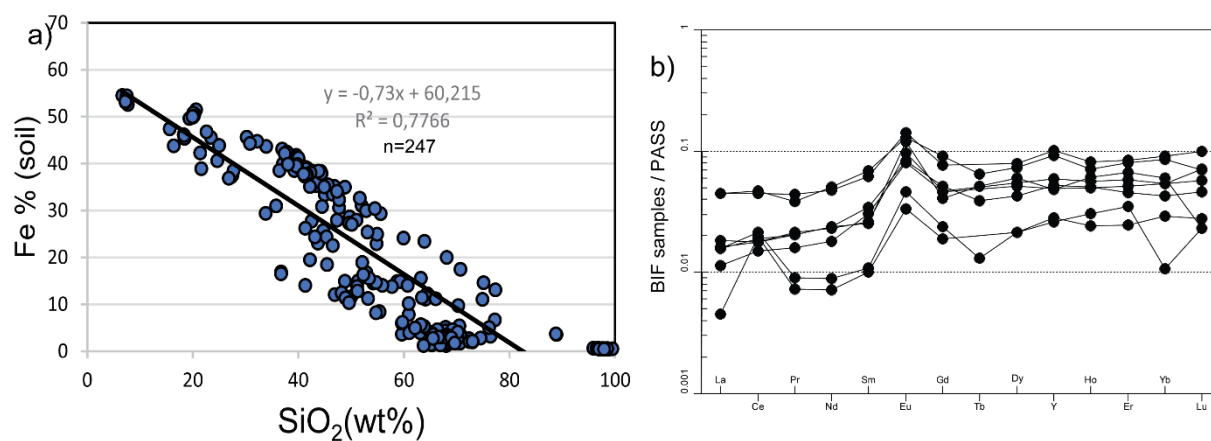 a)
70
60
50
40
30
20
10
0
Fe % (soil)
y = -0,73x + 60,215
R² = 0,7766
n=247
0 20 40 60 80 100
SiO₂(wt%)
b)
1
0.1
0.01
0.001
BIF samples / PASS
La Pr Sm Gd Dy Ho Yb
Ce Nd Eu Tb Y Er Lu